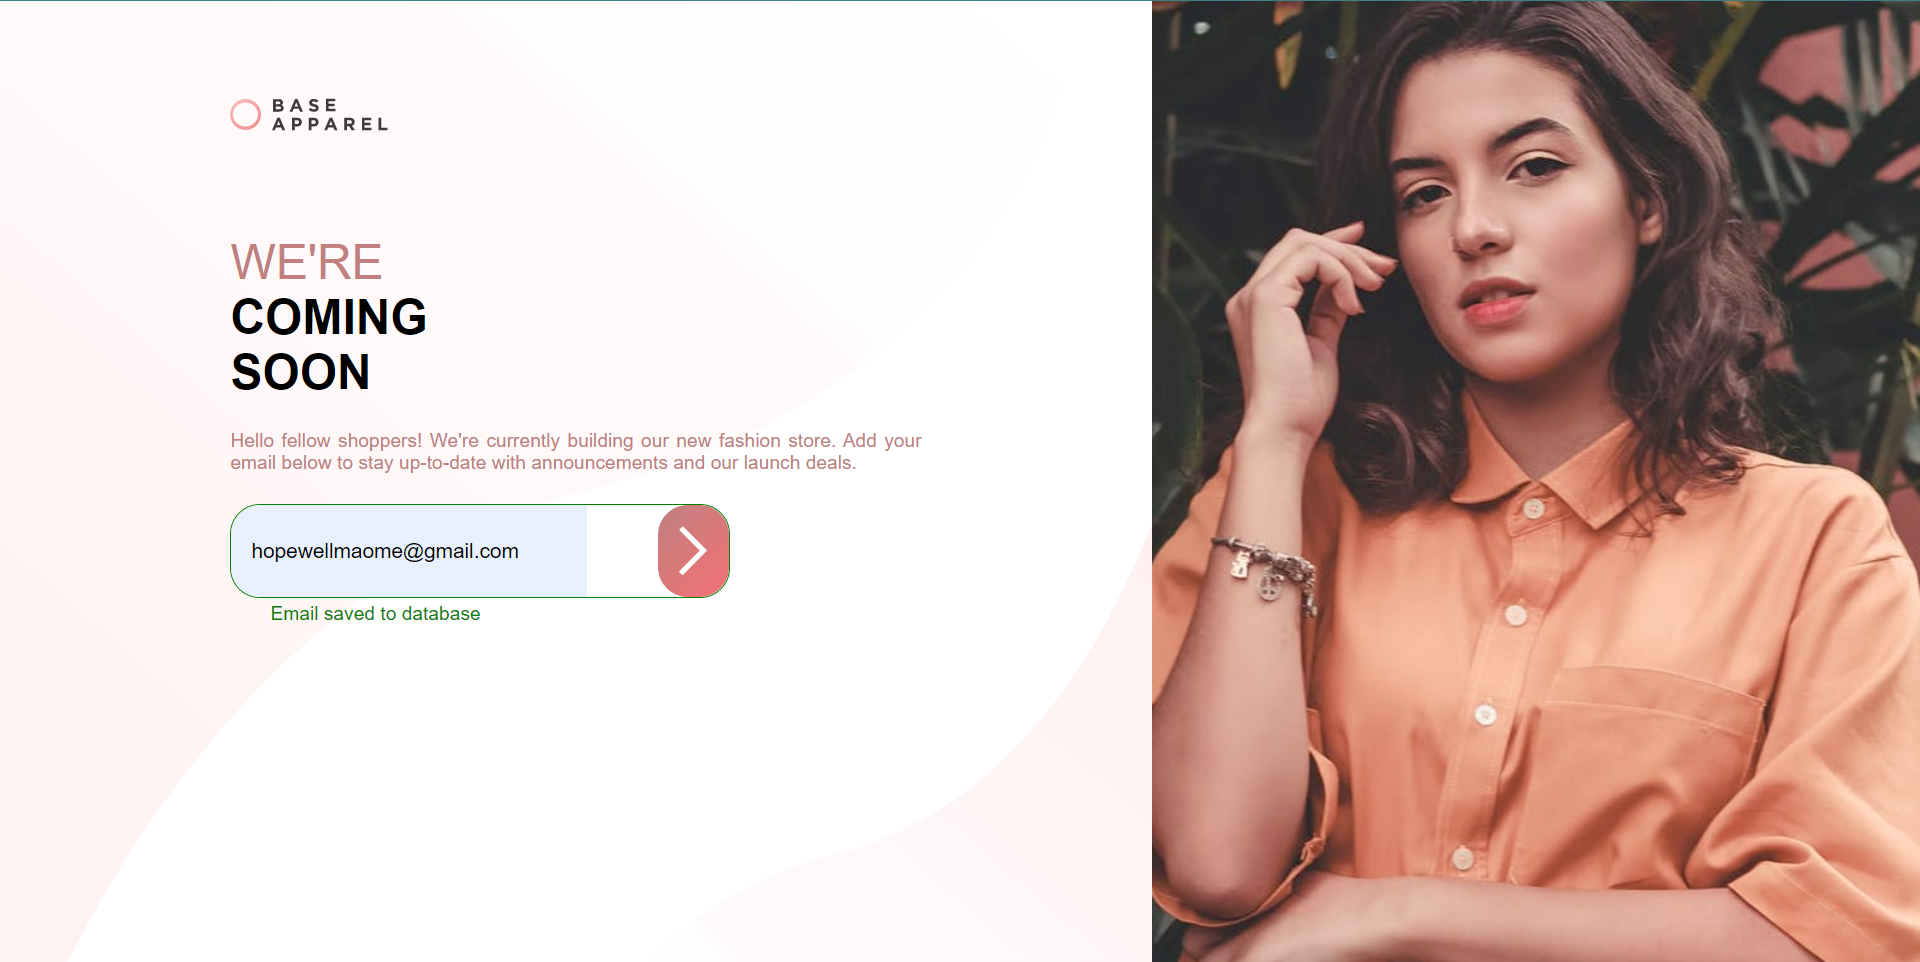 BASE
APPAREL
WE'RE
COMING
SOON
Hello fellow shoppers! We're currently building our new fashion store. Add your
email below to stay up-to-date with announcements and our launch deals.
hopewellmaome@gmail.com
Email saved to database